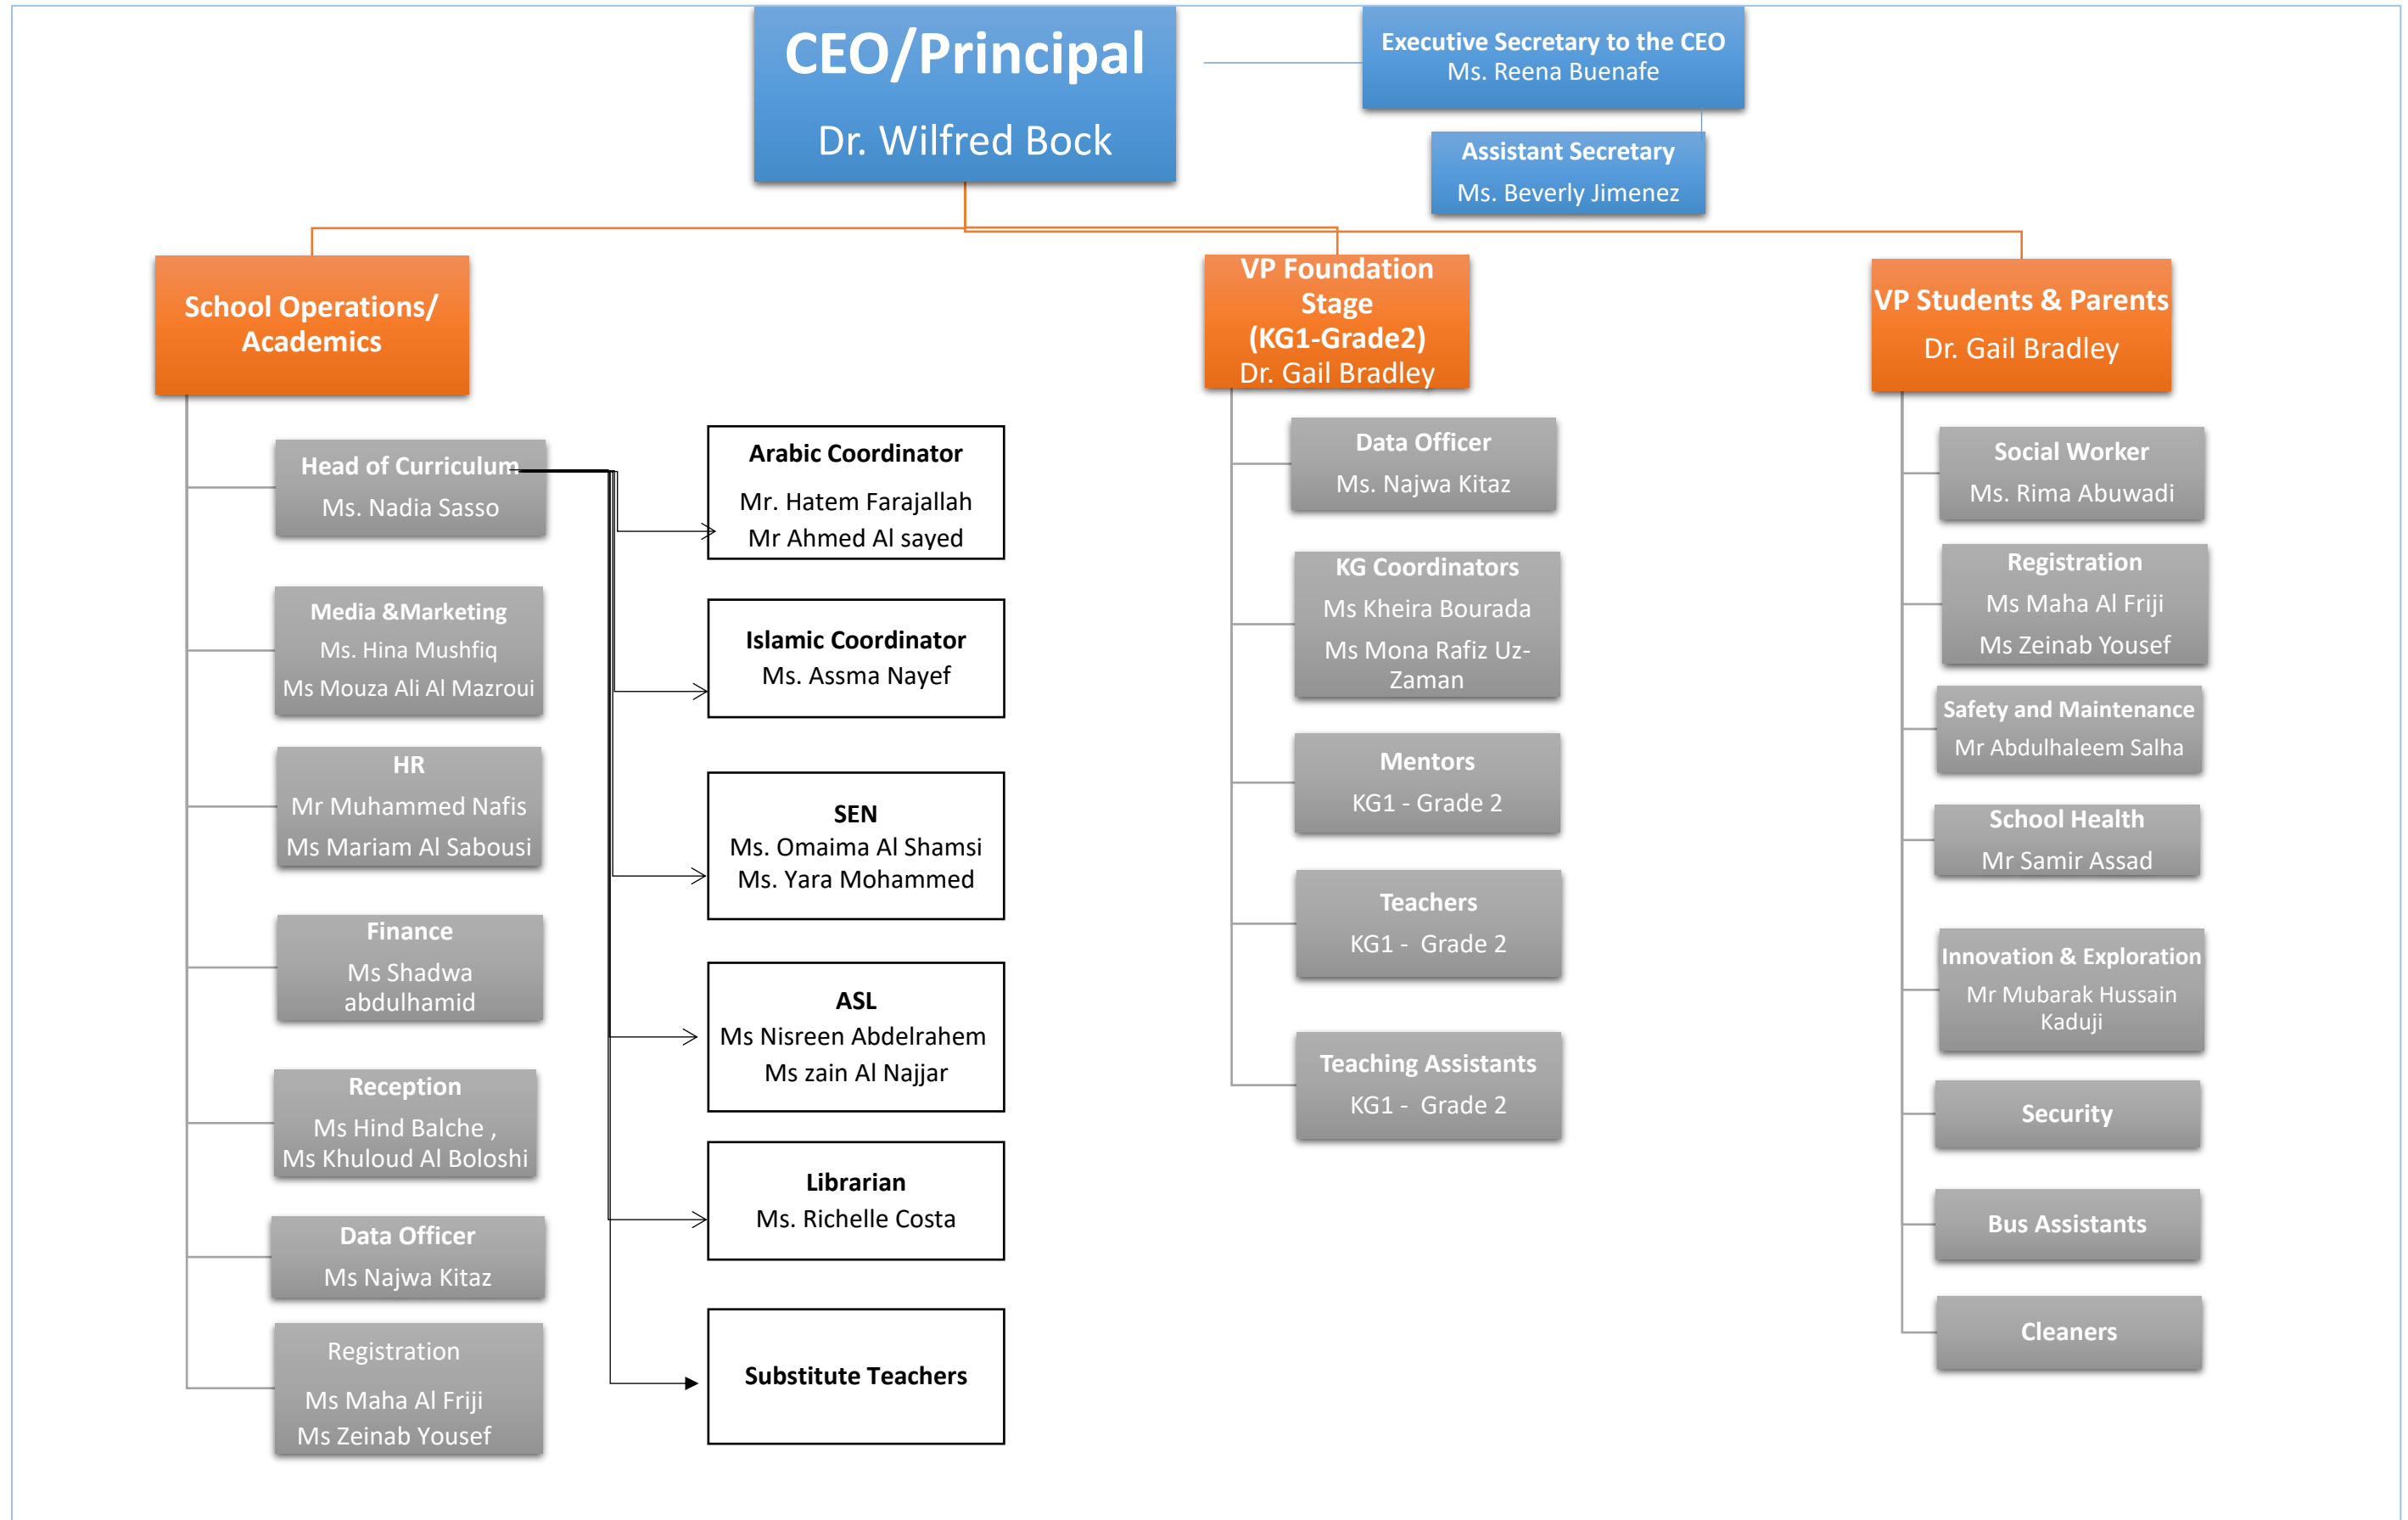 CEO/Principal
Dr. Wilfred Bock
Executive Secretary to the CEO
Ms. Reena Buenafe
Assistant Secretary
Ms. Beverly Jimenez
School Operations/
Academics
Head of Curriculum
Ms. Nadia Sasso
Media &Marketing
Ms. Hina Mushfiq
Ms Mouza Ali Al Mazroui
HR
Mr Muhammed Nafis
Ms Mariam Al Sabousi
Finance
Ms Shadwa
abdulhamid
Reception
Ms Hind Balche ,
Ms Khuloud Al Boloshi
Data Officer
Ms Najwa Kitaz
Registration
Ms Maha Al Friji
Ms Zeinab Yousef
Arabic Coordinator
Mr. Hatem Farajallah
Mr Ahmed Al sayed
Islamic Coordinator
Ms. Assma Nayef
SEN
Ms. Omaima Al Shamsi
Ms. Yara Mohammed
ASL
Ms Nisreen Abdelrahem
Ms zain Al Najjar
Librarian
Ms. Richelle Costa
Substitute Teachers
VP Foundation
Stage
(KG1-Grade2)
Dr. Gail Bradley
Data Officer
Ms. Najwa Kitaz
KG Coordinators
Ms Kheira Bourada
Ms Mona Rafiz Uz-
Zaman
Mentors
KG1 - Grade 2
Teachers
KG1 - Grade 2
Teaching Assistants
KG1 - Grade 2
VP Students & Parents
Dr. Gail Bradley
Social Worker
Ms. Rima Abuwadi
Registration
Ms Maha Al Friji
Ms Zeinab Yousef
Safety and Maintenance
Mr Abdulhaleem Salha
School Health
Mr Samir Assad
Innovation & Exploration
Mr Mubarak Hussain
Kaduji
Security
Bus Assistants
Cleaners